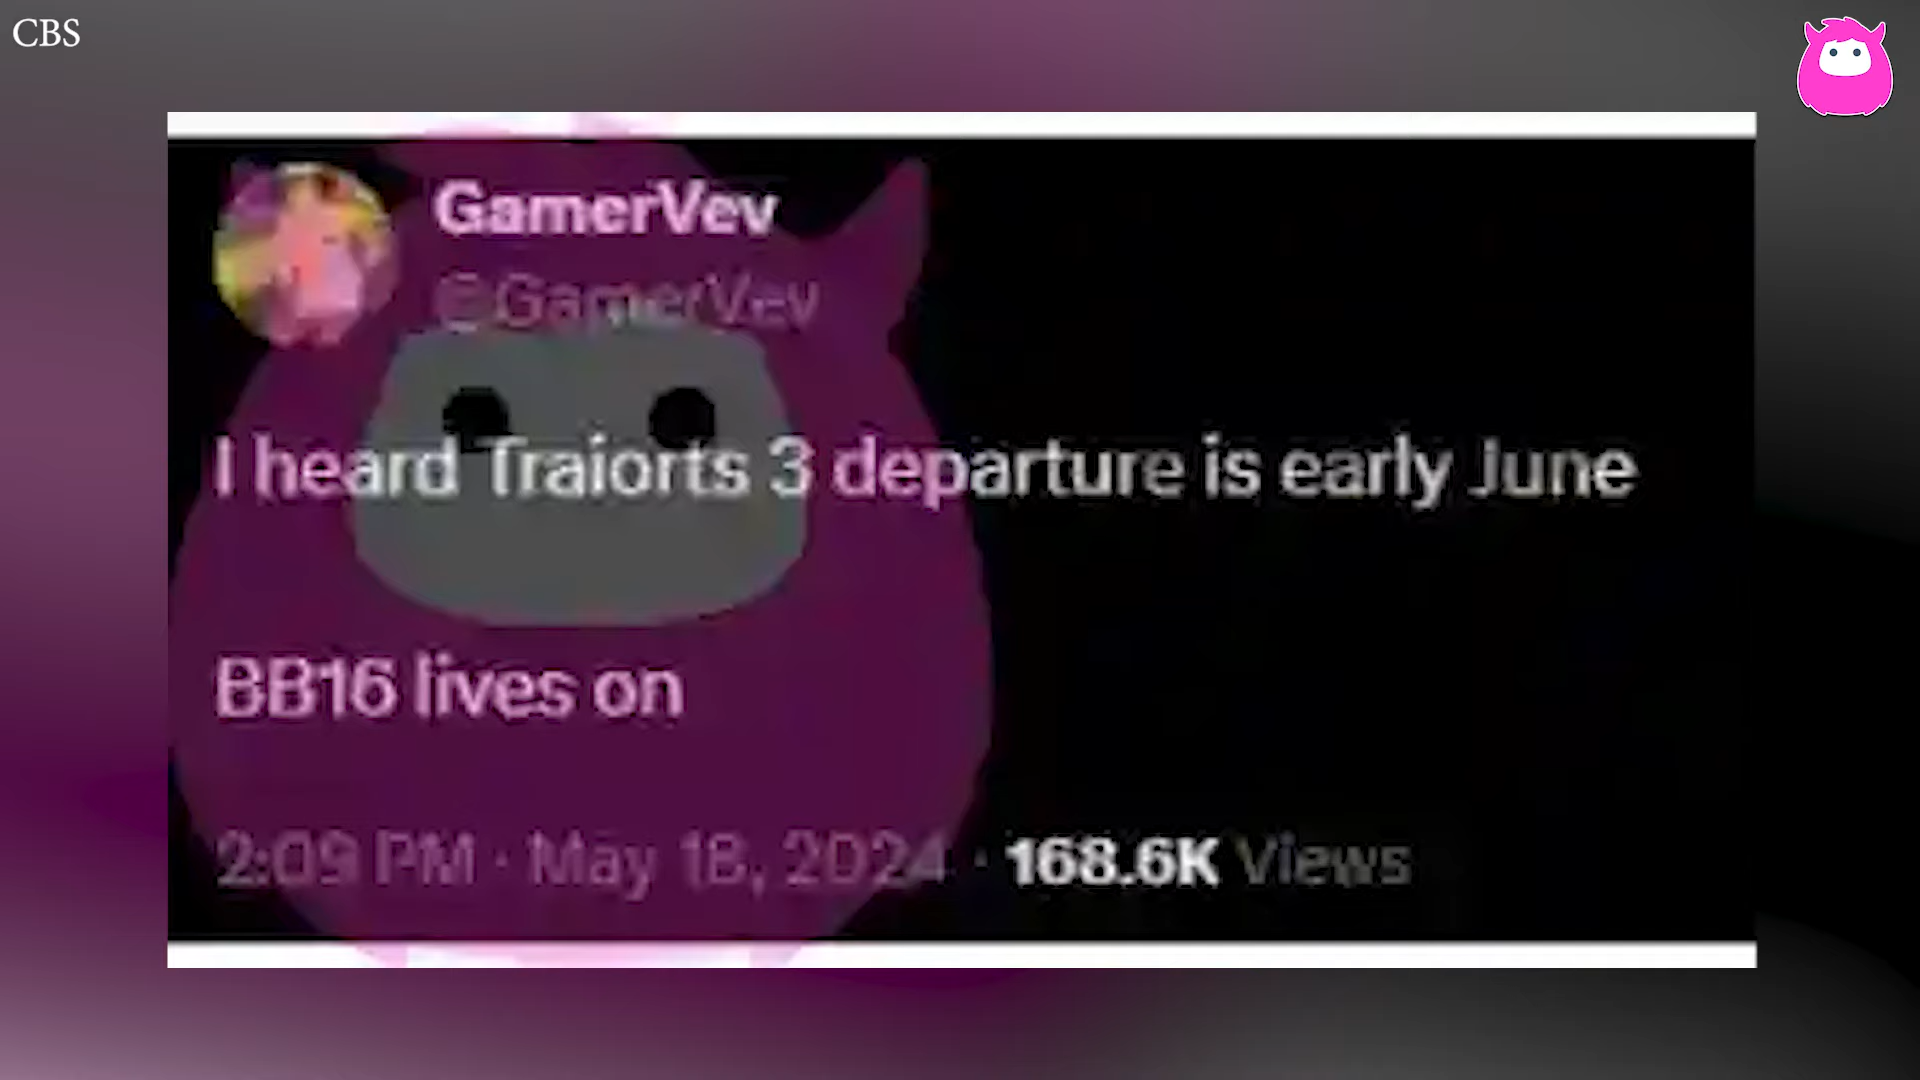 CBS
GamerVev
@GamerVev
I heard Traiorts 3 departure is early June
BB16 lives on
2:09 PM · May 18, 2024 · 168.6K Views